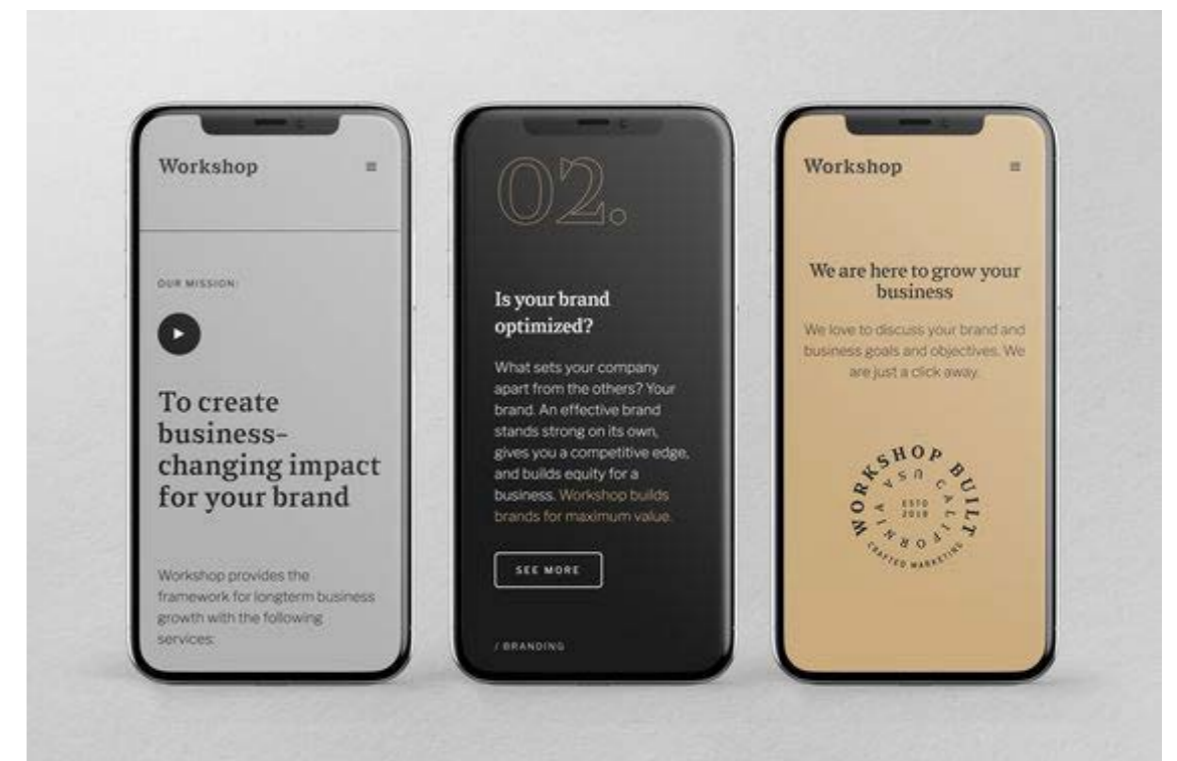 Workshop
OUR MISSION:
To create
business-
changing impact
for your brand
Workshop provides the
framework for longterm business
growth with the following
services:
02.
Is your brand
optimized?
What sets your company
apart from the others? Your
brand. An effective brand
stands strong on its own,
gives you a competitive edge,
and builds equity for a
business. Workshop builds
brands for maximum value.
SEE MORE
/ BRANDING
Workshop
We are here to grow your
business
We love to discuss your brand and
business goals and objectives. We
are just a click away.
WORKSHOP BUILT
USA CALIFORNIA
ESTD
2018
CRAFTED MARKETING